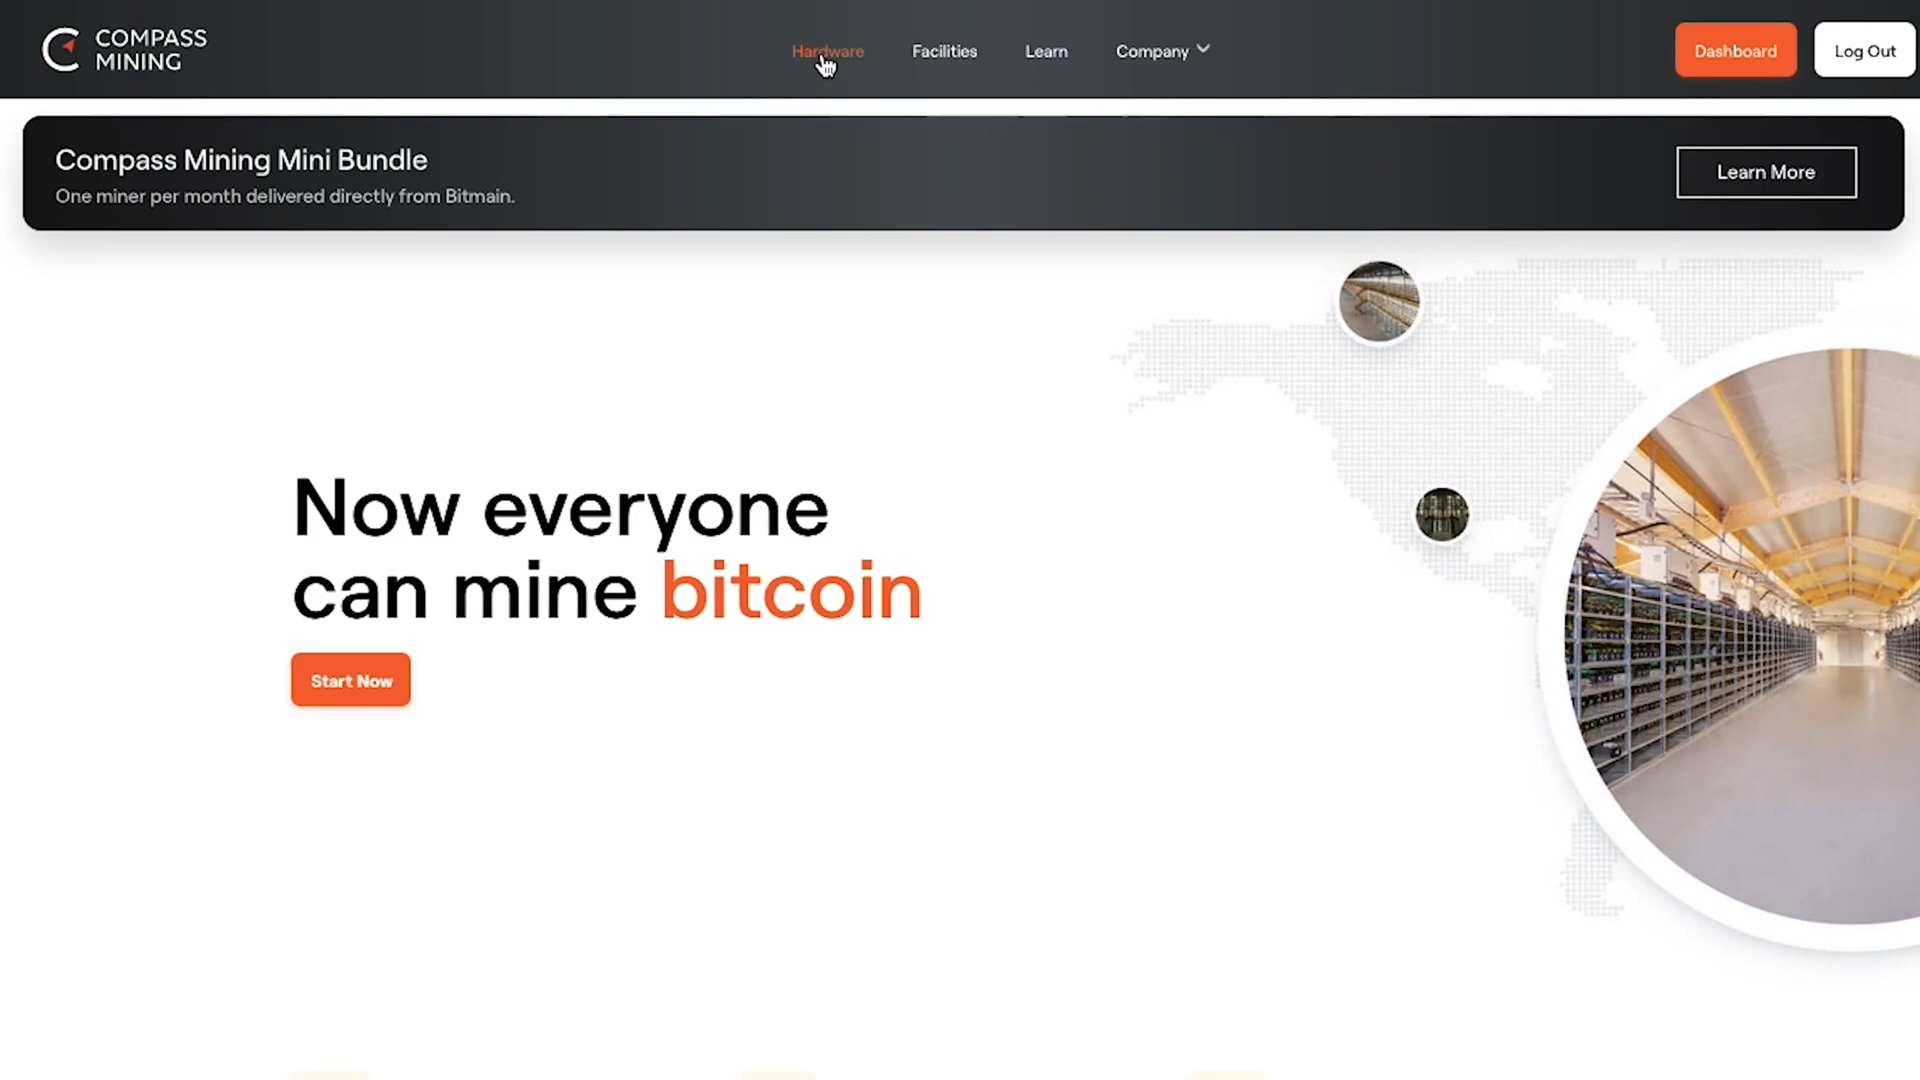 COMPASS
MINING
Hardware
Facilities
Learn
Company
Dashboard
Log Out
Compass Mining Mini Bundle
One miner per month delivered directly from Bitmain.
Learn More
Now everyone
can mine bitcoin
Start Now